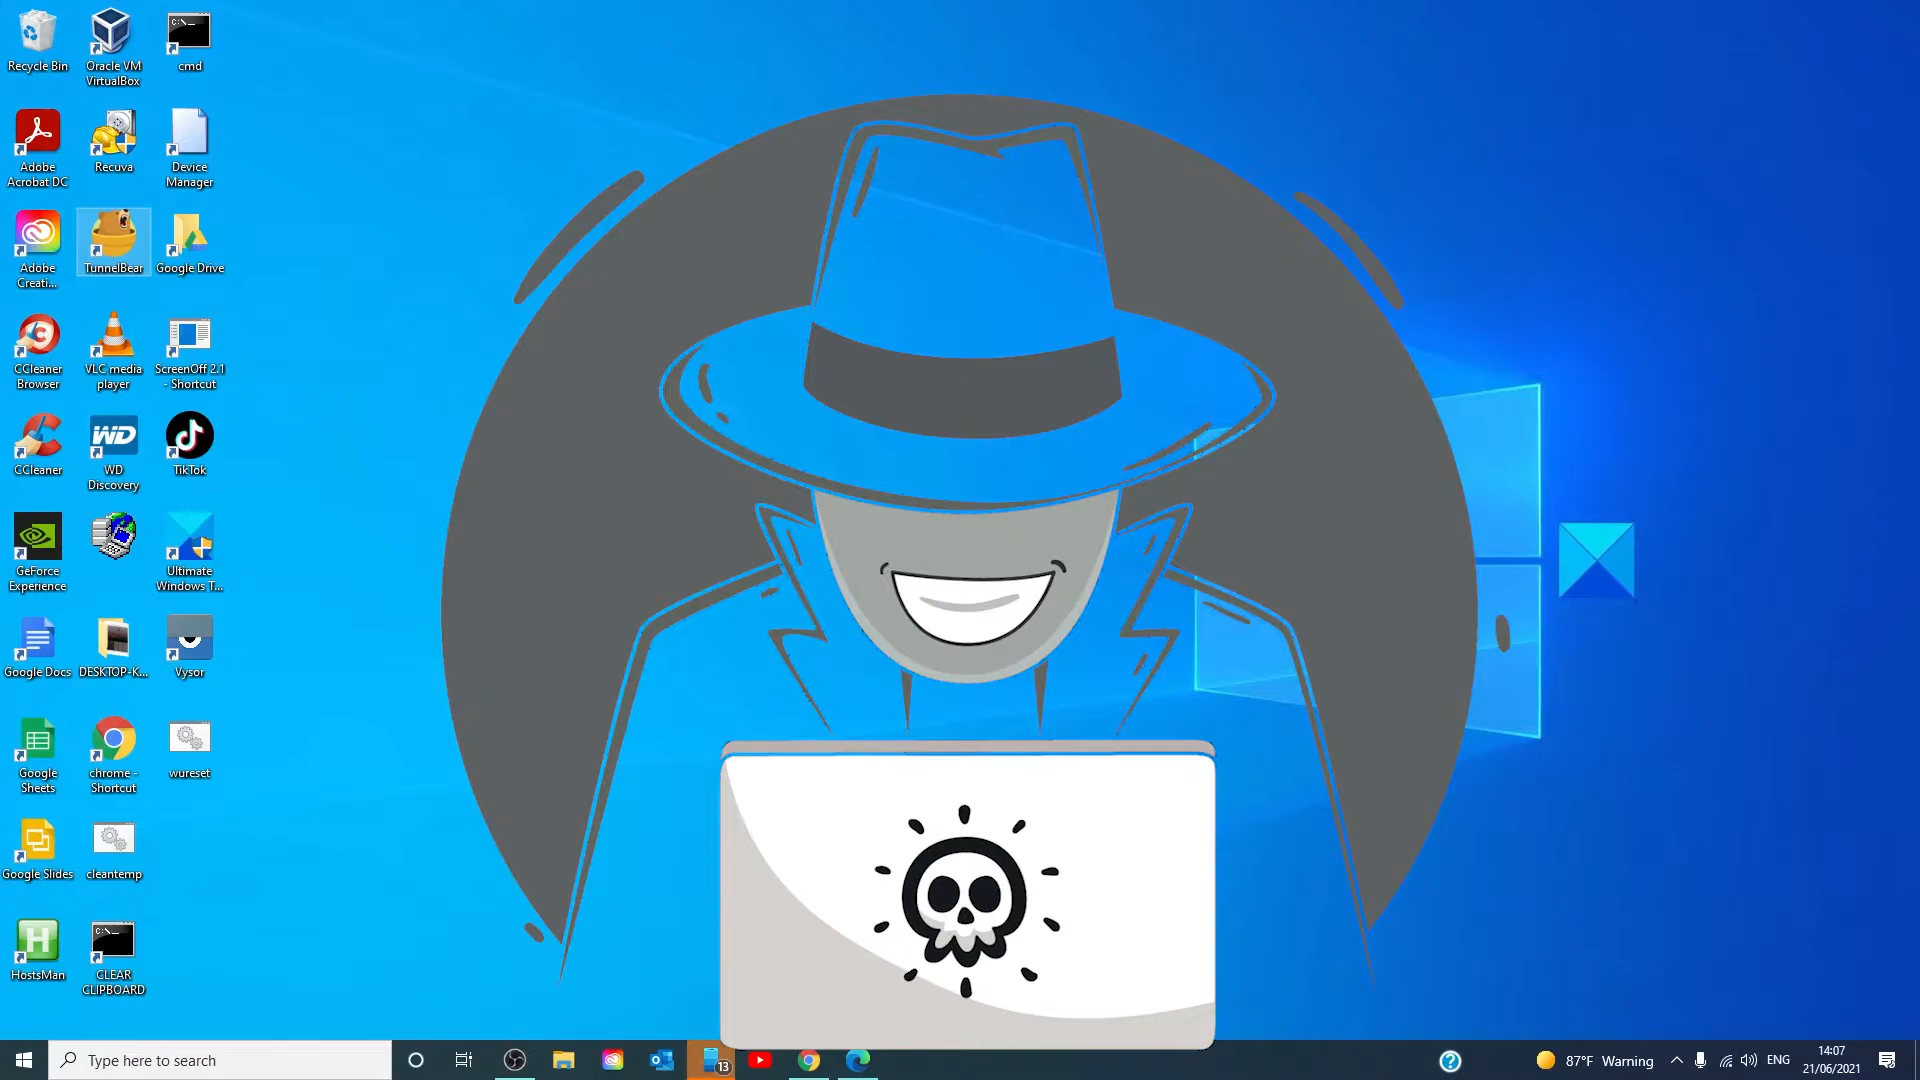 Recycle Bin
Oracle VM
VirtualBox
cmd
Adobe
Acrobat DC
Recuva
Device
Manager
Adobe
Creati...
TunnelBear
Google Drive
CCleaner
Browser
VLC media
player
ScreenOff 2.1
- Shortcut
CCleaner
WD
WD
Discovery
TikTok
GeForce
Experience
Ultimate
Windows T...
Google Docs
DESKTOP-K...
Vysor
Google
Sheets
chrome -
Shortcut
wureset
Google Slides
cleantemp
HostsMan
CLEAR
CLIPBOARD
Type here to search
13
87°F Warning
ENG
14:07
21/06/2021